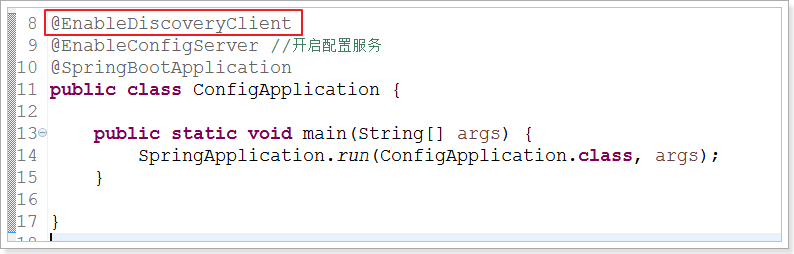 8 @EnableDiscoveryClient
9 @EnableConfigServer //开启配置服务
10 @SpringBootApplication
11 public class ConfigApplication {
12
13 public static void main(String[] args) {
14 SpringApplication.run(ConfigApplication.class, args);
15 }
16
17 }
18